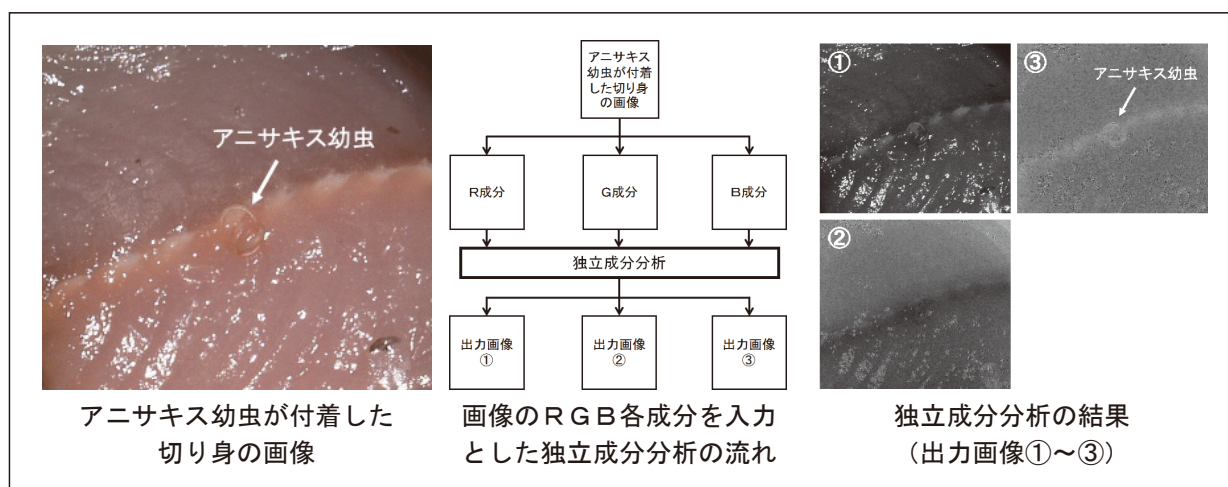 アニサキス幼虫
アニサキス幼虫が付着した
切り身の画像
アニサキス
幼虫が付着
した切り身
の画像
R成分
G成分
B成分
独立成分分析
出力画像
①
出力画像
②
出力画像
③
画像のRGB各成分を入力
とした独立成分分析の流れ
①
③
アニサキス幼虫
②
独立成分分析の結果
（出力画像①〜③）